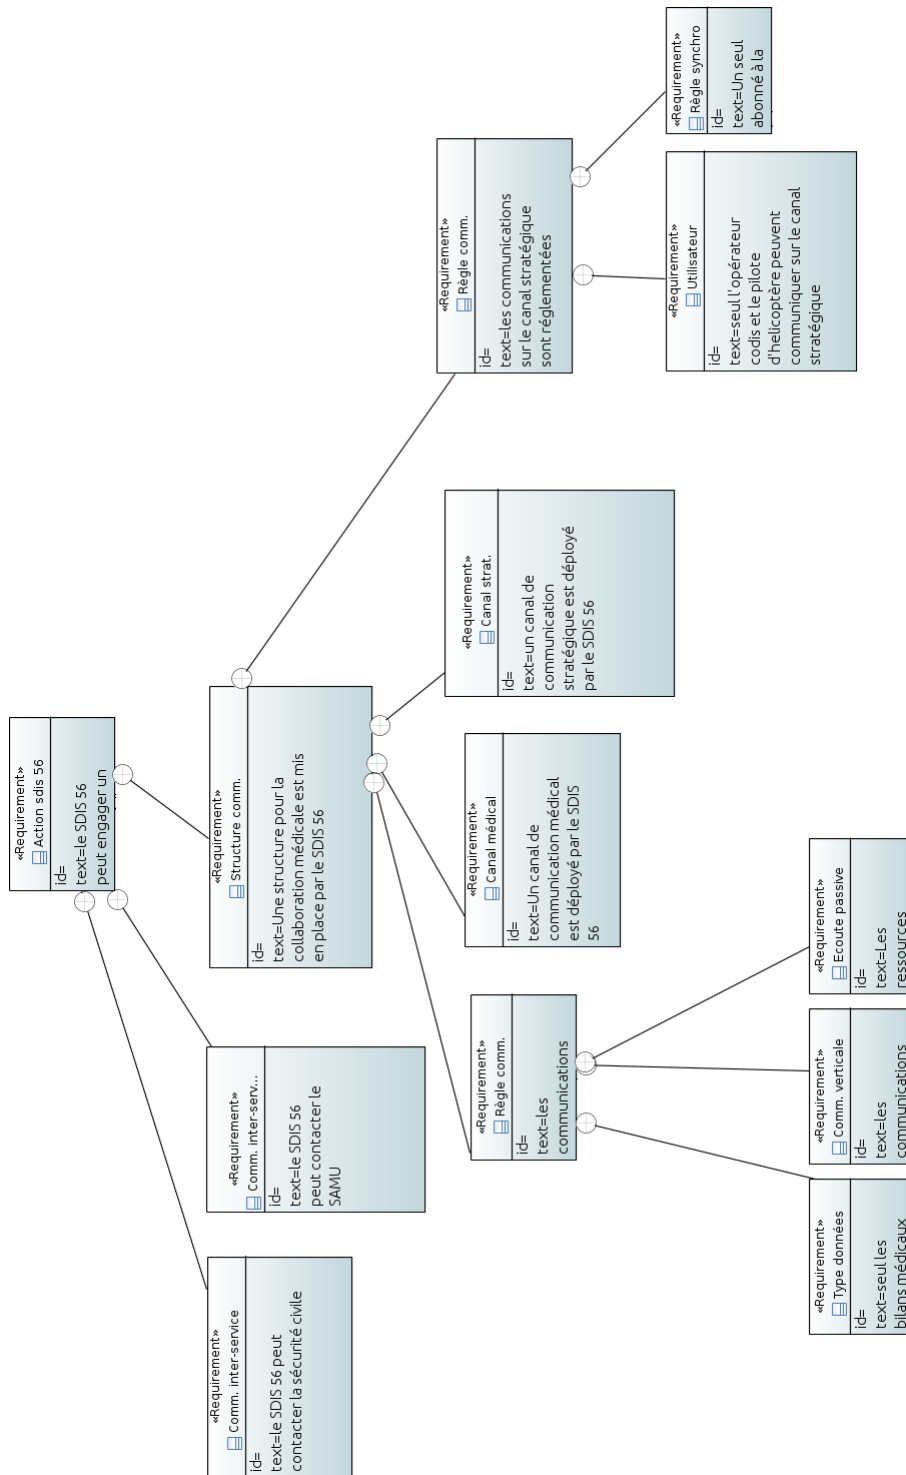 «Requirement»
Action sdis 56
id=
text=le SDIS 56
peut engager un
«Requirement»
Comm. inter-service
id=
text=le SDIS 56 peut
contacter la sécurité civile
«Requirement»
Comm. inter-serv...
id=
text=le SDIS 56
peut contacter le
SAMU
«Requirement»
Structure comm.
id=
text=Une structure pour la
collaboration médicale est mis
en place par le SDIS 56
«Requirement»
Règle comm.
id=
text=les
communications
«Requirement»
Canal médical
id=
text=Un canal de
communication médical
est déployé par le SDIS
56
«Requirement»
Canal strat.
id=
text=un canal de
communication
stratégique est déployé
par le SDIS 56
«Requirement»
Règle comm.
id=
text=les communications
sur le canal stratégique
sont réglementées
«Requirement»
Type données
id=
text=seul les
bilans médicaux
«Requirement»
Comm. verticale
id=
text=les
communications
«Requirement»
Ecoute passive
id=
text=Les
ressources
«Requirement»
Utilisateur
id=
text=seul l'opérateur
codis et le pilote
d'helicoptère peuvent
communiquer sur le canal
stratégique
«Requirement»
Règle synchro
id=
text=Un seul
abonné à la